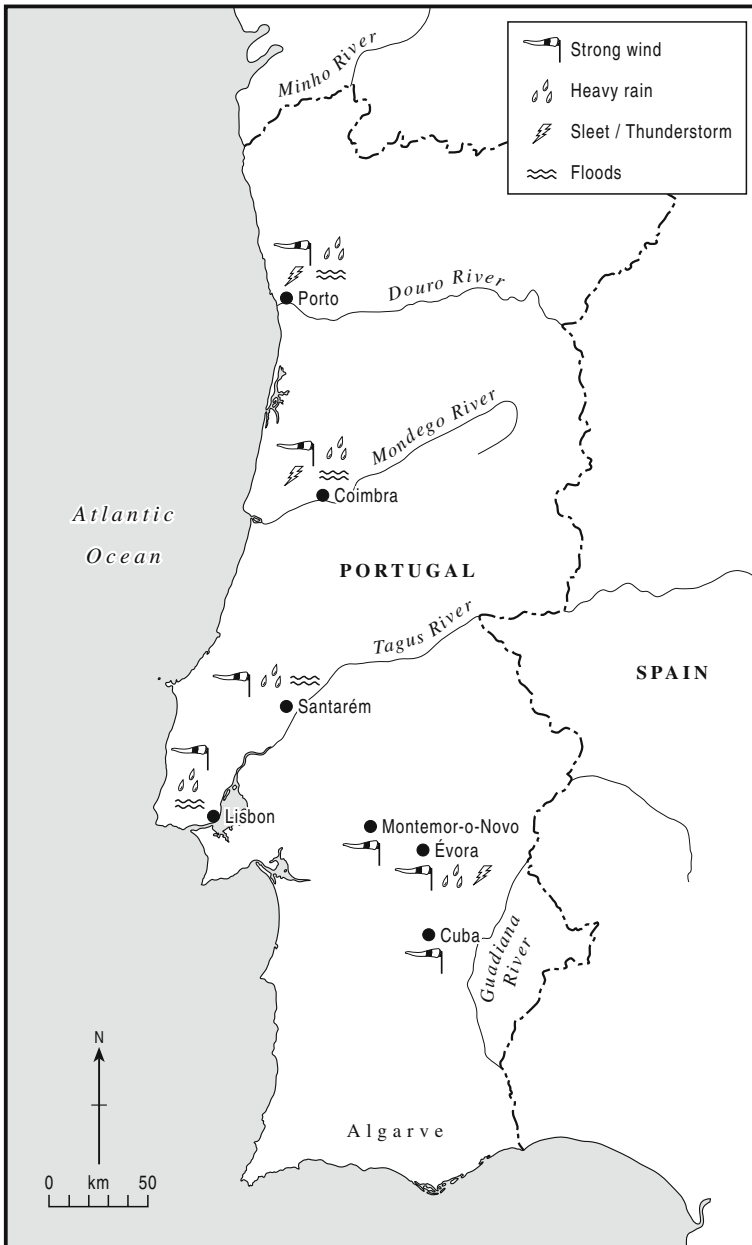 Strong wind
Heavy rain
Sleet / Thunderstorm
Floods
Minho River
Porto
Douro River
Mondego River
Coimbra
Atlantic
Ocean
PORTUGAL
Tagus River
SPAIN
Santarém
Lisbon
Montemor-o-Novo
Évora
Cuba
Guadiana
River
N
Algarve
0 km 50